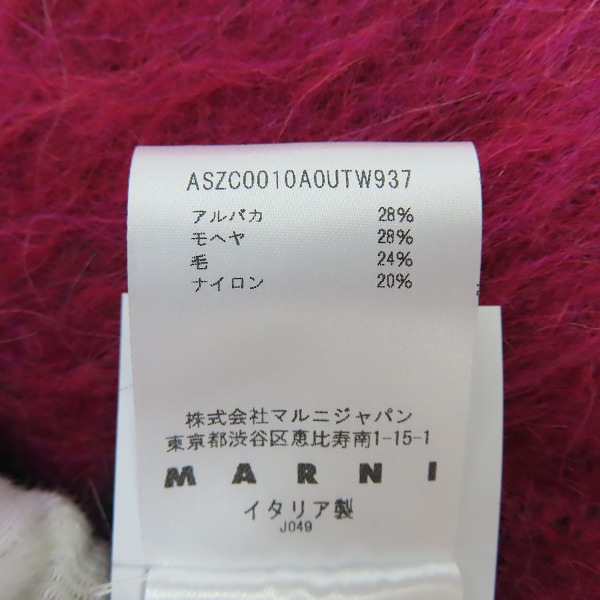 ASZC0010A0UTW937
アルパカ 28%
モヘヤ 28%
毛 24%
ナイロン 20%
株式会社マルニジャパン
東京都渋谷区恵比寿南1-15-1
MARNI
イタリア製
J049